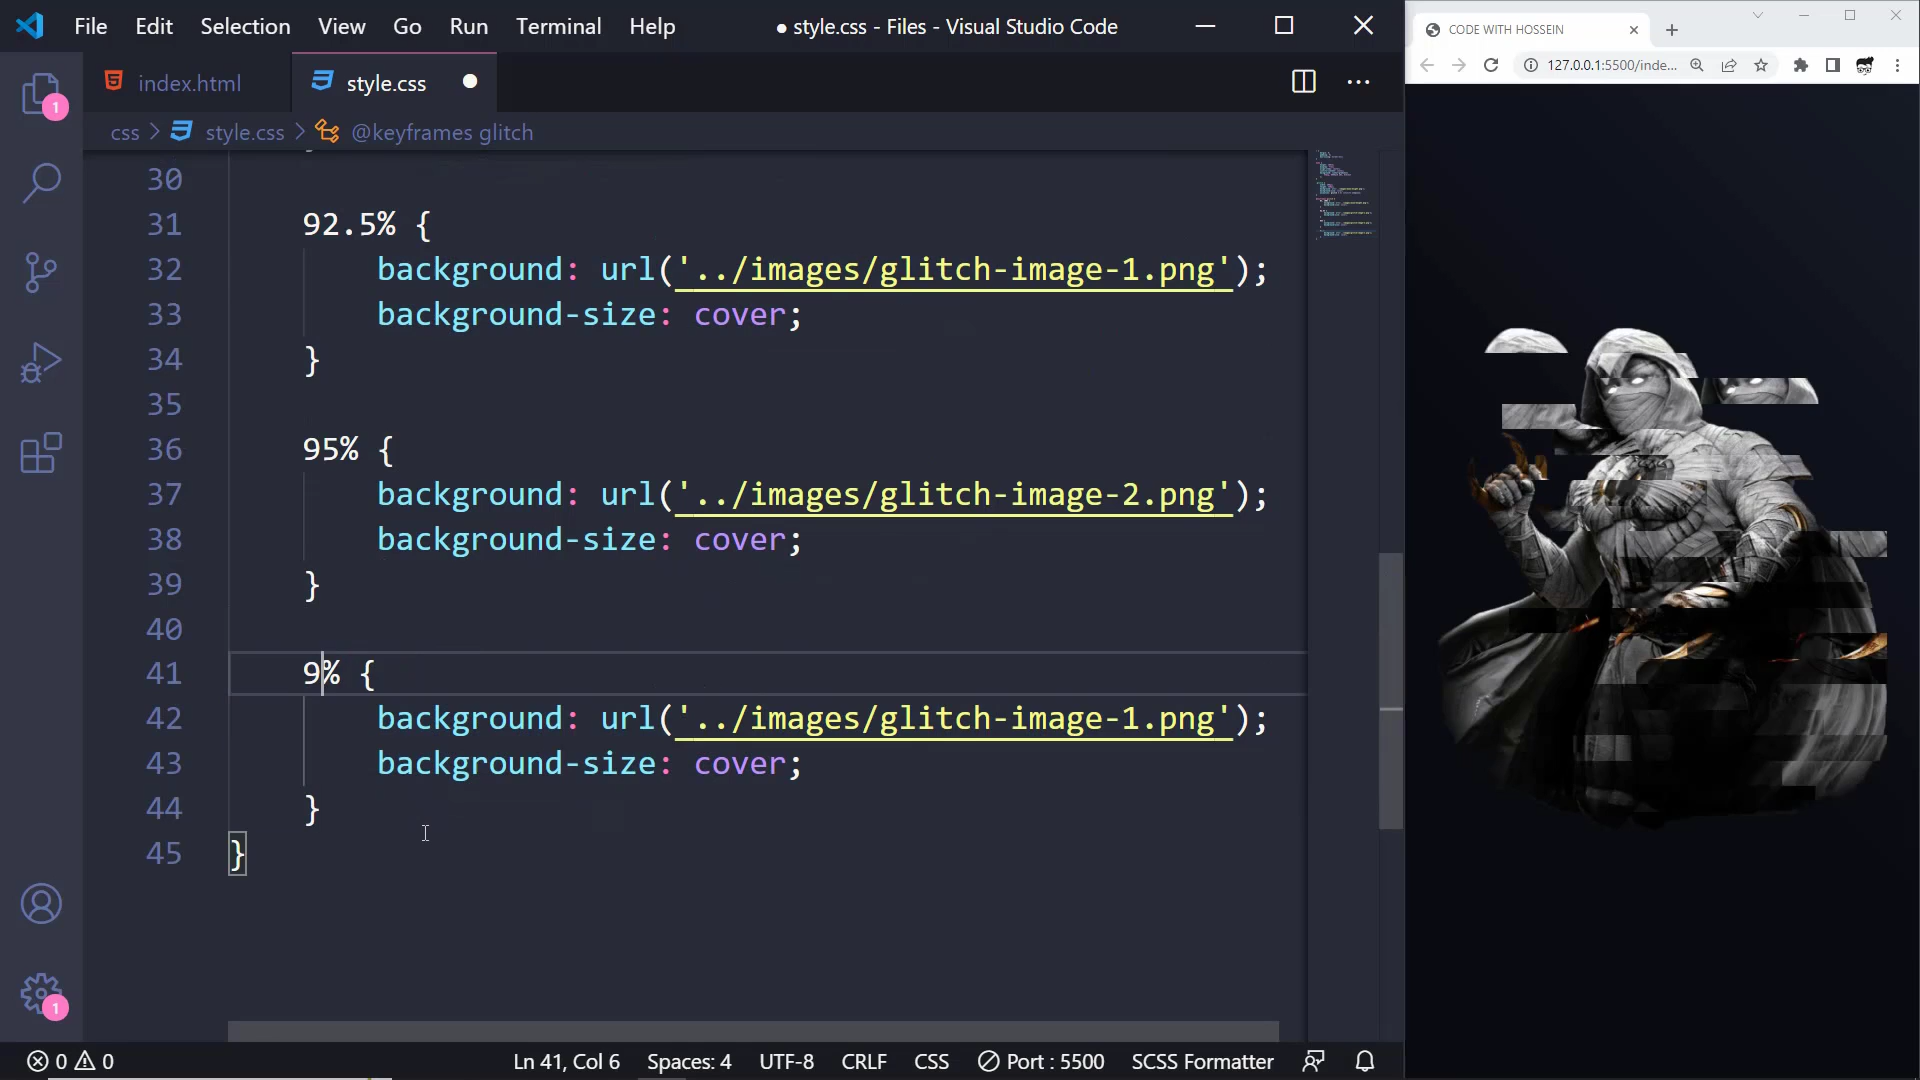 File Edit Selection View Go Run Terminal Help
● style.css - Files - Visual Studio Code
index.html
style.css
css > style.css > @keyframes glitch
30
31 92.5% {
32 background: url('../images/glitch-image-1.png');
33 background-size: cover;
34 }
35
36 95% {
37 background: url('../images/glitch-image-2.png');
38 background-size: cover;
39 }
40
41 9% {
42 background: url('../images/glitch-image-1.png');
43 background-size: cover;
44 }
45 }
1
1
0 0
Ln 41, Col 6 Spaces: 4 UTF-8 CRLF CSS Port : 5500 SCSS Formatter
CODE WITH HOSSEIN
127.0.0.1:5500/inde...